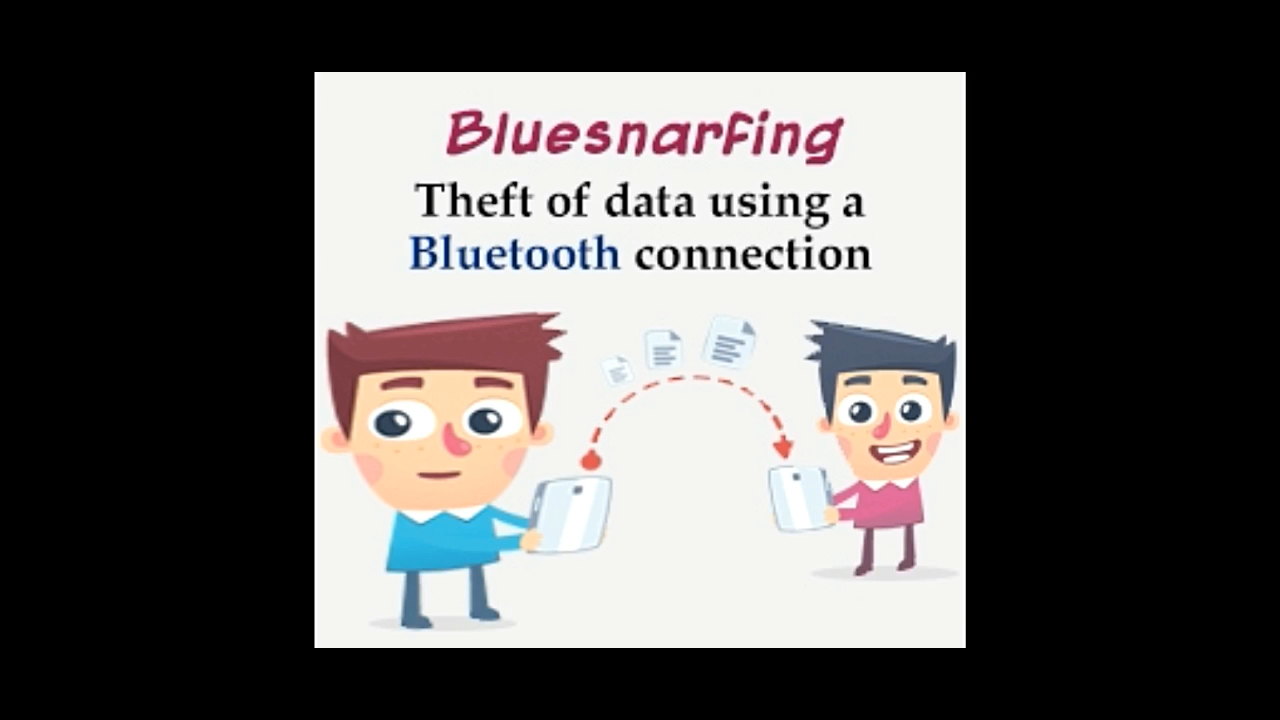 Bluesnarfing
Theft of data using a
Bluetooth connection